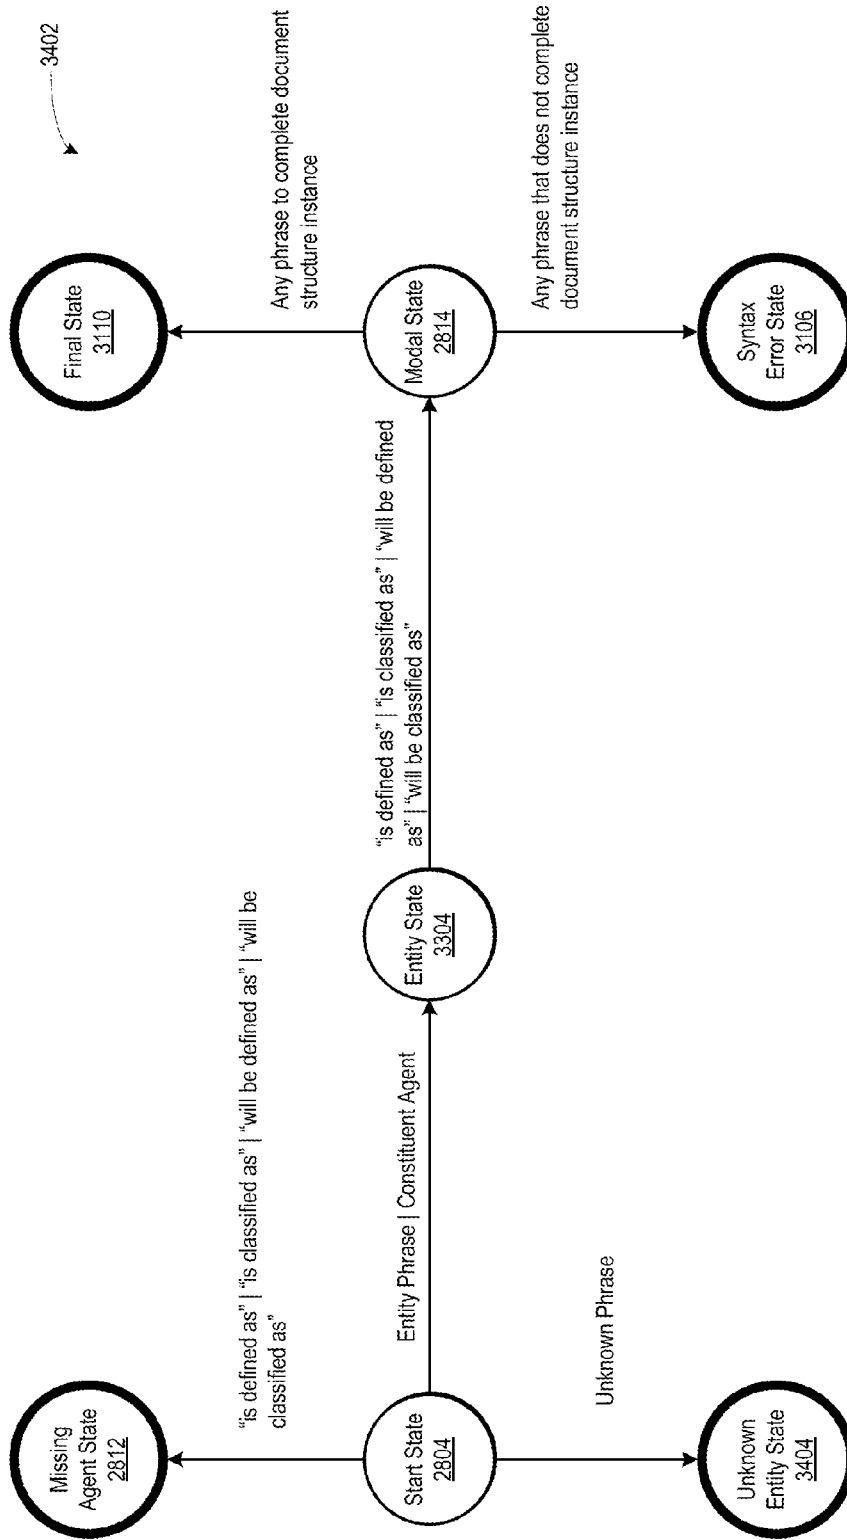 3402
Missing
Agent State
2812
"is defined as" | "is classified as" | "will be defined as" | "will be
classified as"
Final State
3110
Any phrase to complete document
structure instance
Start State
2804
Entity Phrase | Constituent Agent
Entity State
3304
"is defined as" | "is classified as" | "will be defined
as" | "will be classified as"
Modal State
2814
Unknown Phrase
Any phrase that does not complete
document structure instance
Unknown
Entity State
3404
Syntax
Error State
3106